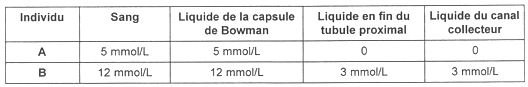 Individu Sang Liquide de la capsule de Bowman Liquide en fin du tubule proximal Liquide du canal collecteur
A 5 mmol/L 5 mmol/L 0 0
B 12 mmol/L 12 mmol/L 3 mmol/L 3 mmol/L